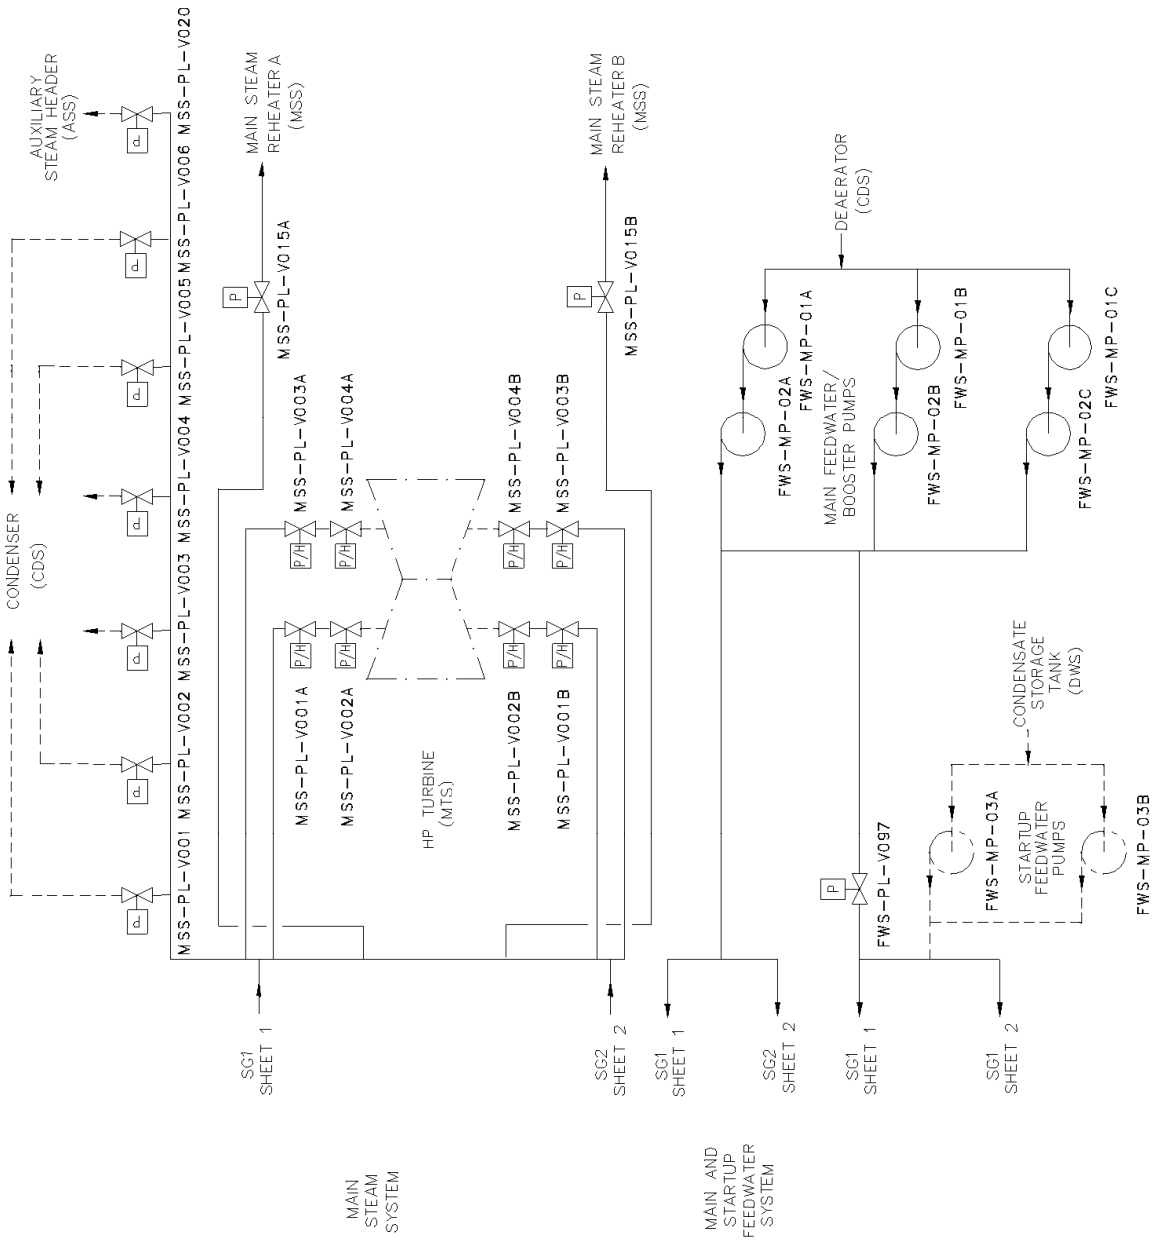 AUXILIARY
STEAM HEADER
(ASS)
CONDENSER
(CDS)
MSS-PL-V001
MSS-PL-V002
MSS-PL-V003
MSS-PL-V004
MSS-PL-V005
MSS-PL-V006
MSS-PL-V020
P
P
P
P
P
P
P
MAIN STEAM
REHEATER A
(MSS)
P
MSS-PL-V015A
MSS-PL-V001A
MSS-PL-V002A
MSS-PL-V003A
MSS-PL-V004A
P/H
P/H
P/H
P/H
HP TURBINE
(MTS)
P/H
P/H
P/H
P/H
MSS-PL-V002B
MSS-PL-V001B
MSS-PL-V004B
MSS-PL-V003B
MAIN STEAM
REHEATER B
(MSS)
P
MSS-PL-V015B
SG1
SHEET 1
SG2
SHEET 2
MAIN
STEAM
SYSTEM
SG1
SHEET 1
SG2
SHEET 2
SG1
SHEET 1
SG1
SHEET 2
MAIN AND
STARTUP
FEEDWATER
SYSTEM
DEAERATOR
(CDS)
FWS-MP-02A
FWS-MP-01A
MAIN FEEDWATER/
BOOSTER PUMPS
FWS-MP-02B
FWS-MP-01B
FWS-MP-02C
FWS-MP-01C
P
FWS-PL-V097
CONDENSATE
STORAGE
TANK
(DWS)
FWS-MP-03A
STARTUP
FEEDWATER
PUMPS
FWS-MP-03B